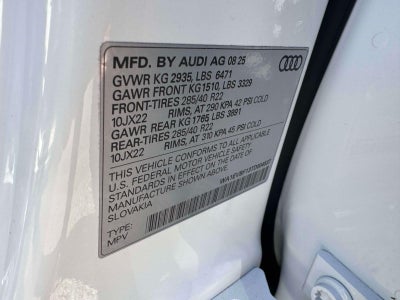 MFD. BY AUDI AG 08 25
GVWR KG 2935, LBS 6471
GAWR FRONT KG1510, LBS 3329
FRONT-TIRES 285/40 R22
10JX22 RIMS, AT 290 KPA 42 PSI COLD
GAWR REAR KG 1765 LBS 3891
REAR-TIRES 285/40 R22
10JX22 RIMS, AT 310 KPA 45 PSI COLD
THIS VEHICLE CONFORMS TO ALL APPLICABLE
U.S. FEDERAL MOTOR VEHICLE SAFETY
STANDARDS IN EFFECT ON THE DATE OF
MANUFACTURE SHOWN ABOVE.
SLOVAKIA
TYPE:
MPV